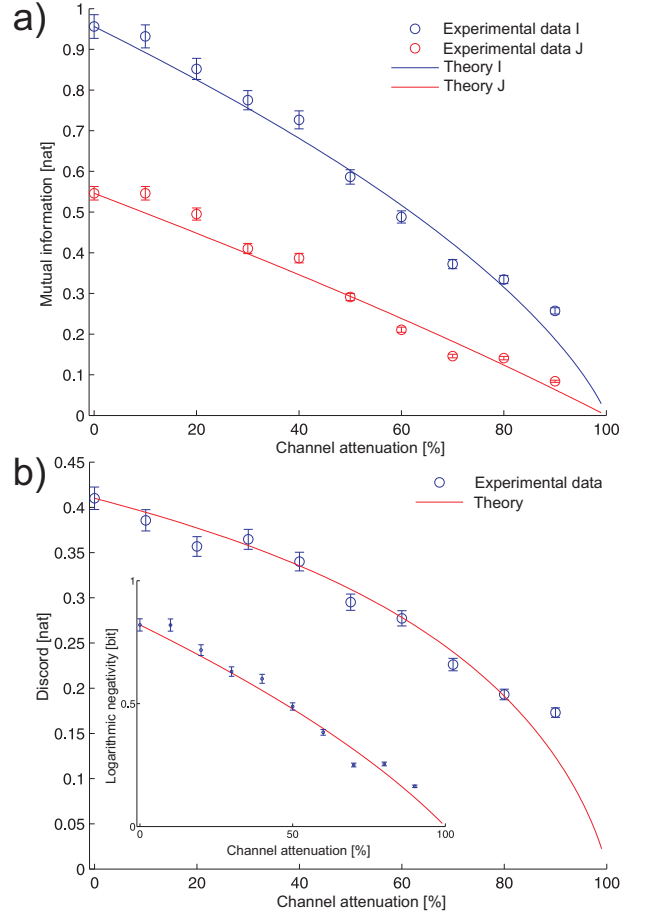 a)
1
0.9
0.8
0.7
0.6
0.5
0.4
0.3
0.2
0.1
0
Mutual information [nat]
Experimental data I
Experimental data J
Theory I
Theory J
0 20 40 60 80 100
Channel attenuation [%]
b)
0.45
0.4
0.35
0.3
0.25
0.2
0.15
0.1
0.05
0
Discord [nat]
Experimental data
Theory
1
0.5
0
Logarithmic negativity [bit]
0 50 100
Channel attenuation [%]
0 20 40 60 80 100
Channel attenuation [%]